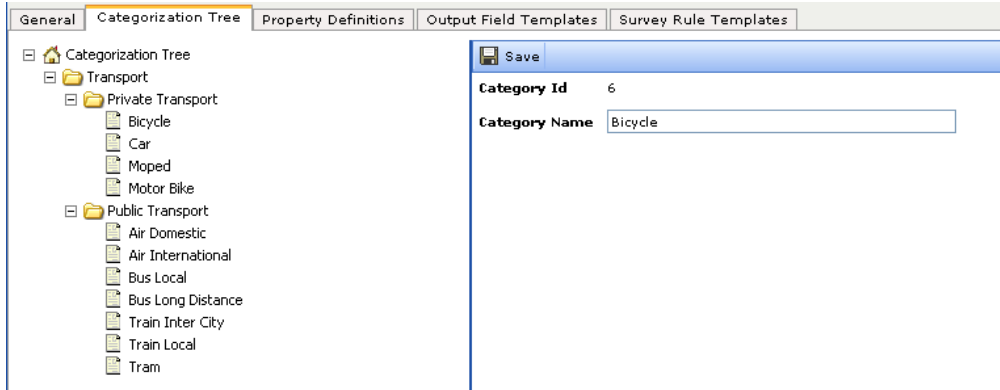 General Categorization Tree Property Definitions Output Field Templates Survey Rule Templates
Categorization Tree
Transport
Private Transport
Bicycle
Car
Moped
Motor Bike
Public Transport
Air Domestic
Air International
Bus Local
Bus Long Distance
Train Inter City
Train Local
Tram
Save
Category Id 6
Category Name Bicycle